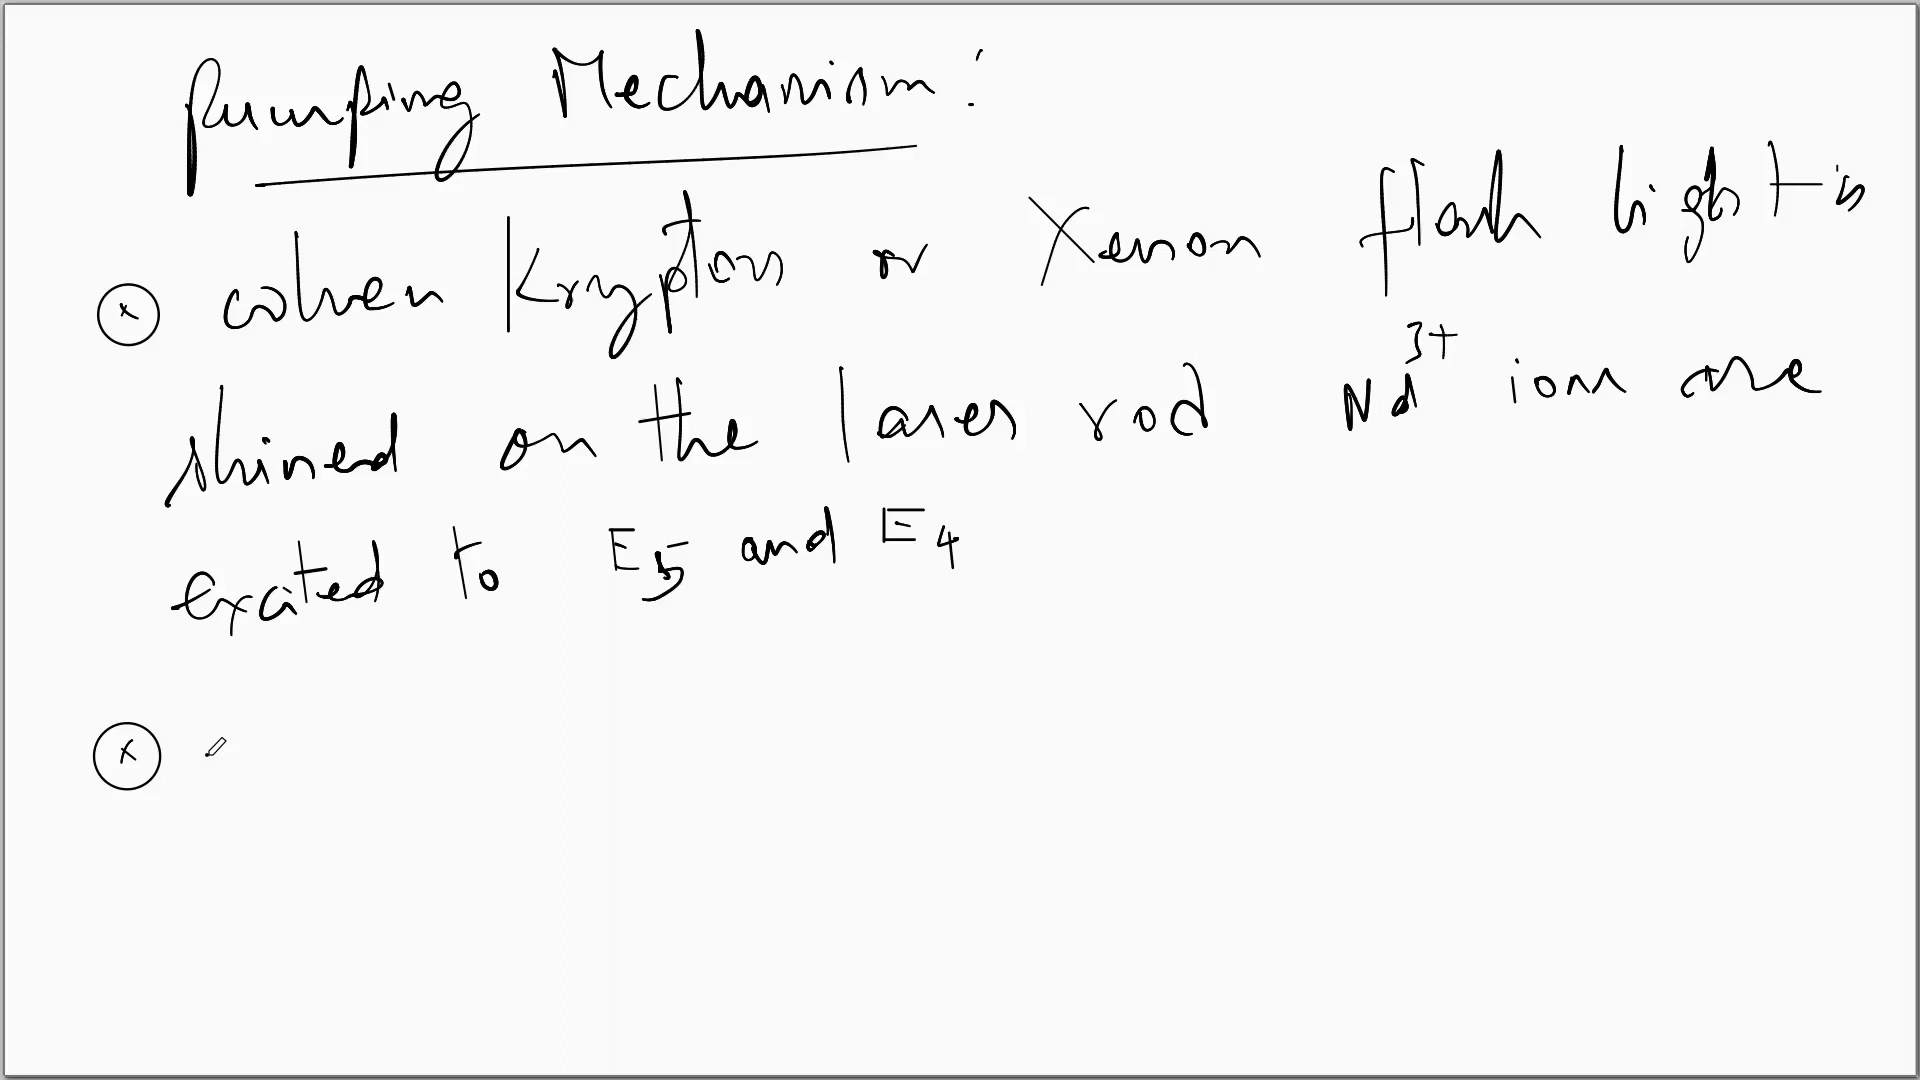 Pumping Mechanism:
ⓧ when Krypton or Xenon flash light is
shined on the laser rod Nd³⁺ ions are
excited to E₅ and E₄
ⓧ